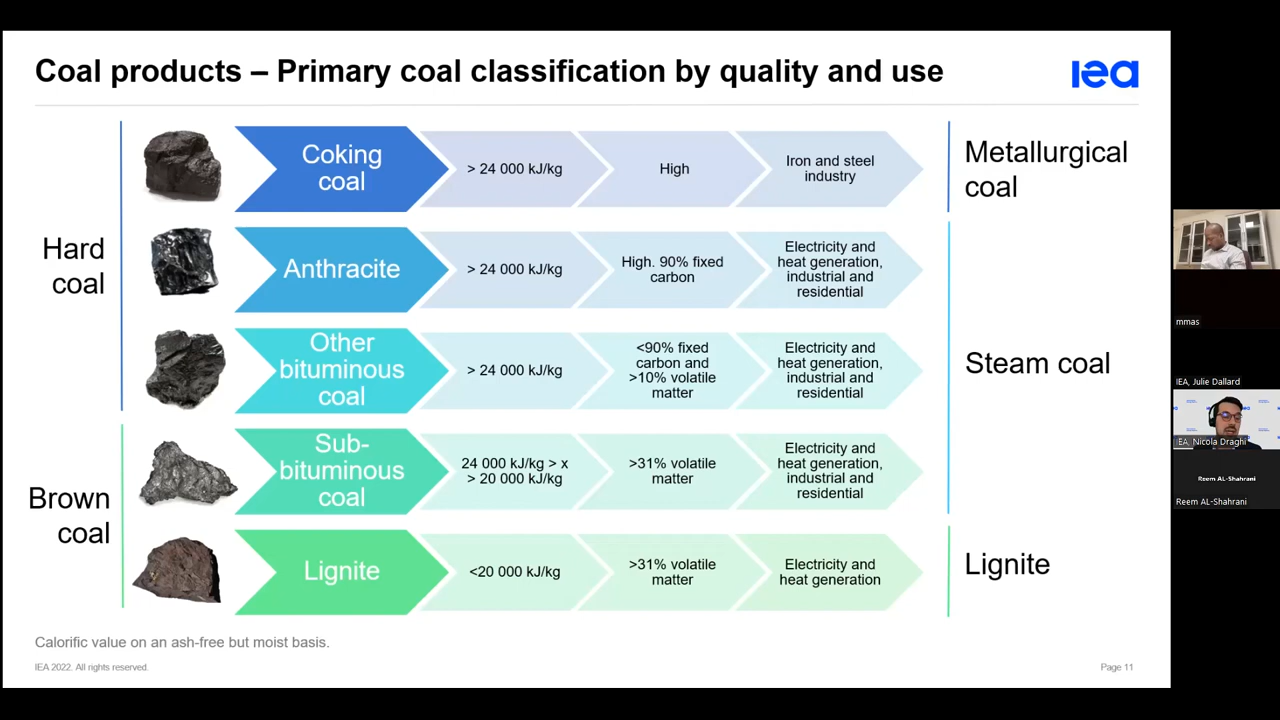 Coal products – Primary coal classification by quality and use
iea
Hard
coal
Coking
coal
> 24 000 kJ/kg
High
Iron and steel
industry
Metallurgical
coal
Anthracite
> 24 000 kJ/kg
High. 90% fixed
carbon
Electricity and
heat generation,
industrial and
residential
Other
bituminous
coal
> 24 000 kJ/kg
<90% fixed
carbon and
>10% volatile
matter
Electricity and
heat generation,
industrial and
residential
Steam coal
Brown
coal
Sub-
bituminous
coal
24 000 kJ/kg > x
> 20 000 kJ/kg
>31% volatile
matter
Electricity and
heat generation,
industrial and
residential
Lignite
<20 000 kJ/kg
>31% volatile
matter
Electricity and
heat generation
Lignite
Calorific value on an ash-free but moist basis.
IEA 2022. All rights reserved.
Page 11
mmas
IEA, Julie Dallard
IEA, Nicola Draghi
Reem AL-Shahrani
Reem AL-Shahrani